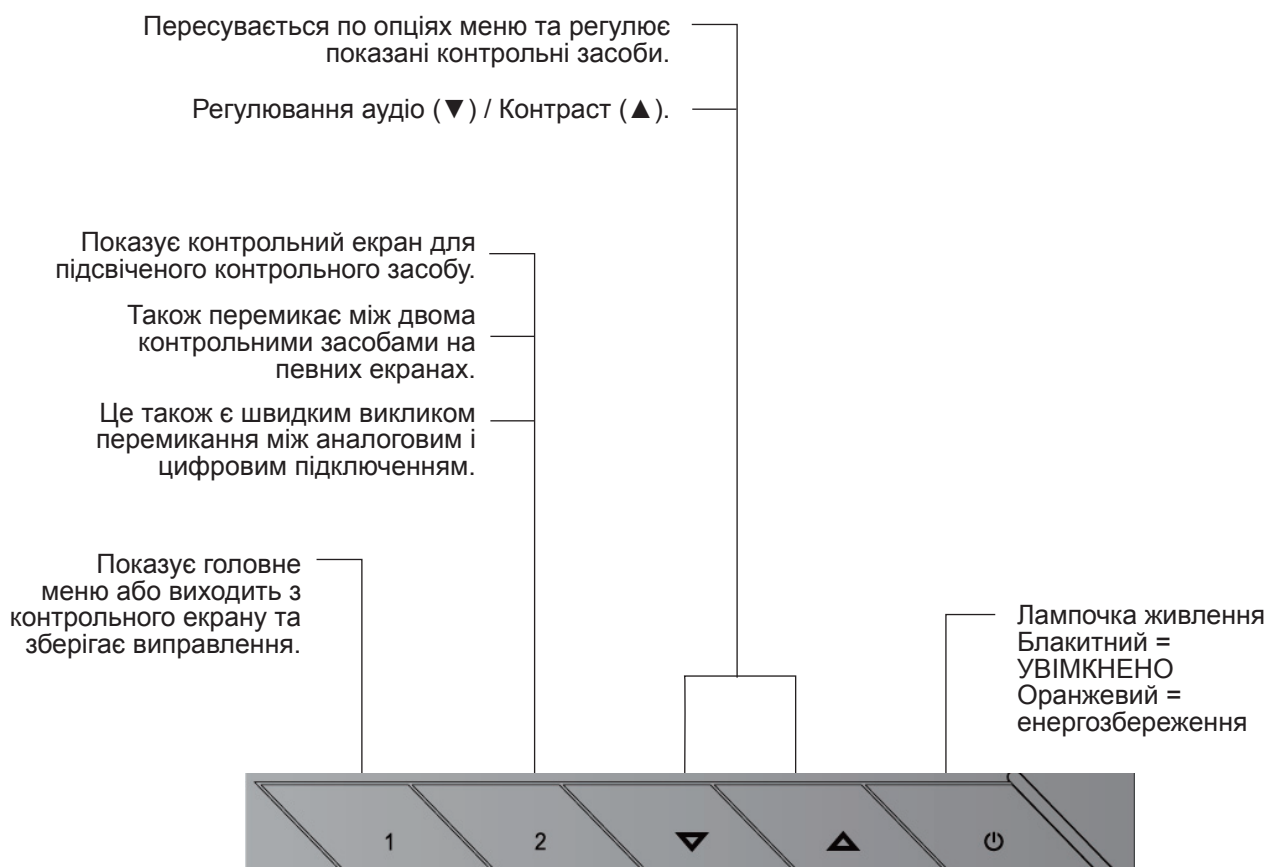 Пересувається по опціях меню та регулює
показані контрольні засоби.
Регулювання аудіо (▼) / Контраст (▲).
Показує контрольний екран для
підсвіченого контрольного засобу.
Також перемикає між двома
контрольними засобами на
певних екранах.
Це також є швидким викликом
перемикання між аналоговим і
цифровим підключенням.
Показує головне
меню або виходить з
контрольного екрану та
зберігає виправлення.
Лампочка живлення
Блакитний =
УВІМКНЕНО
Оранжевий =
енергозбереження
1 2